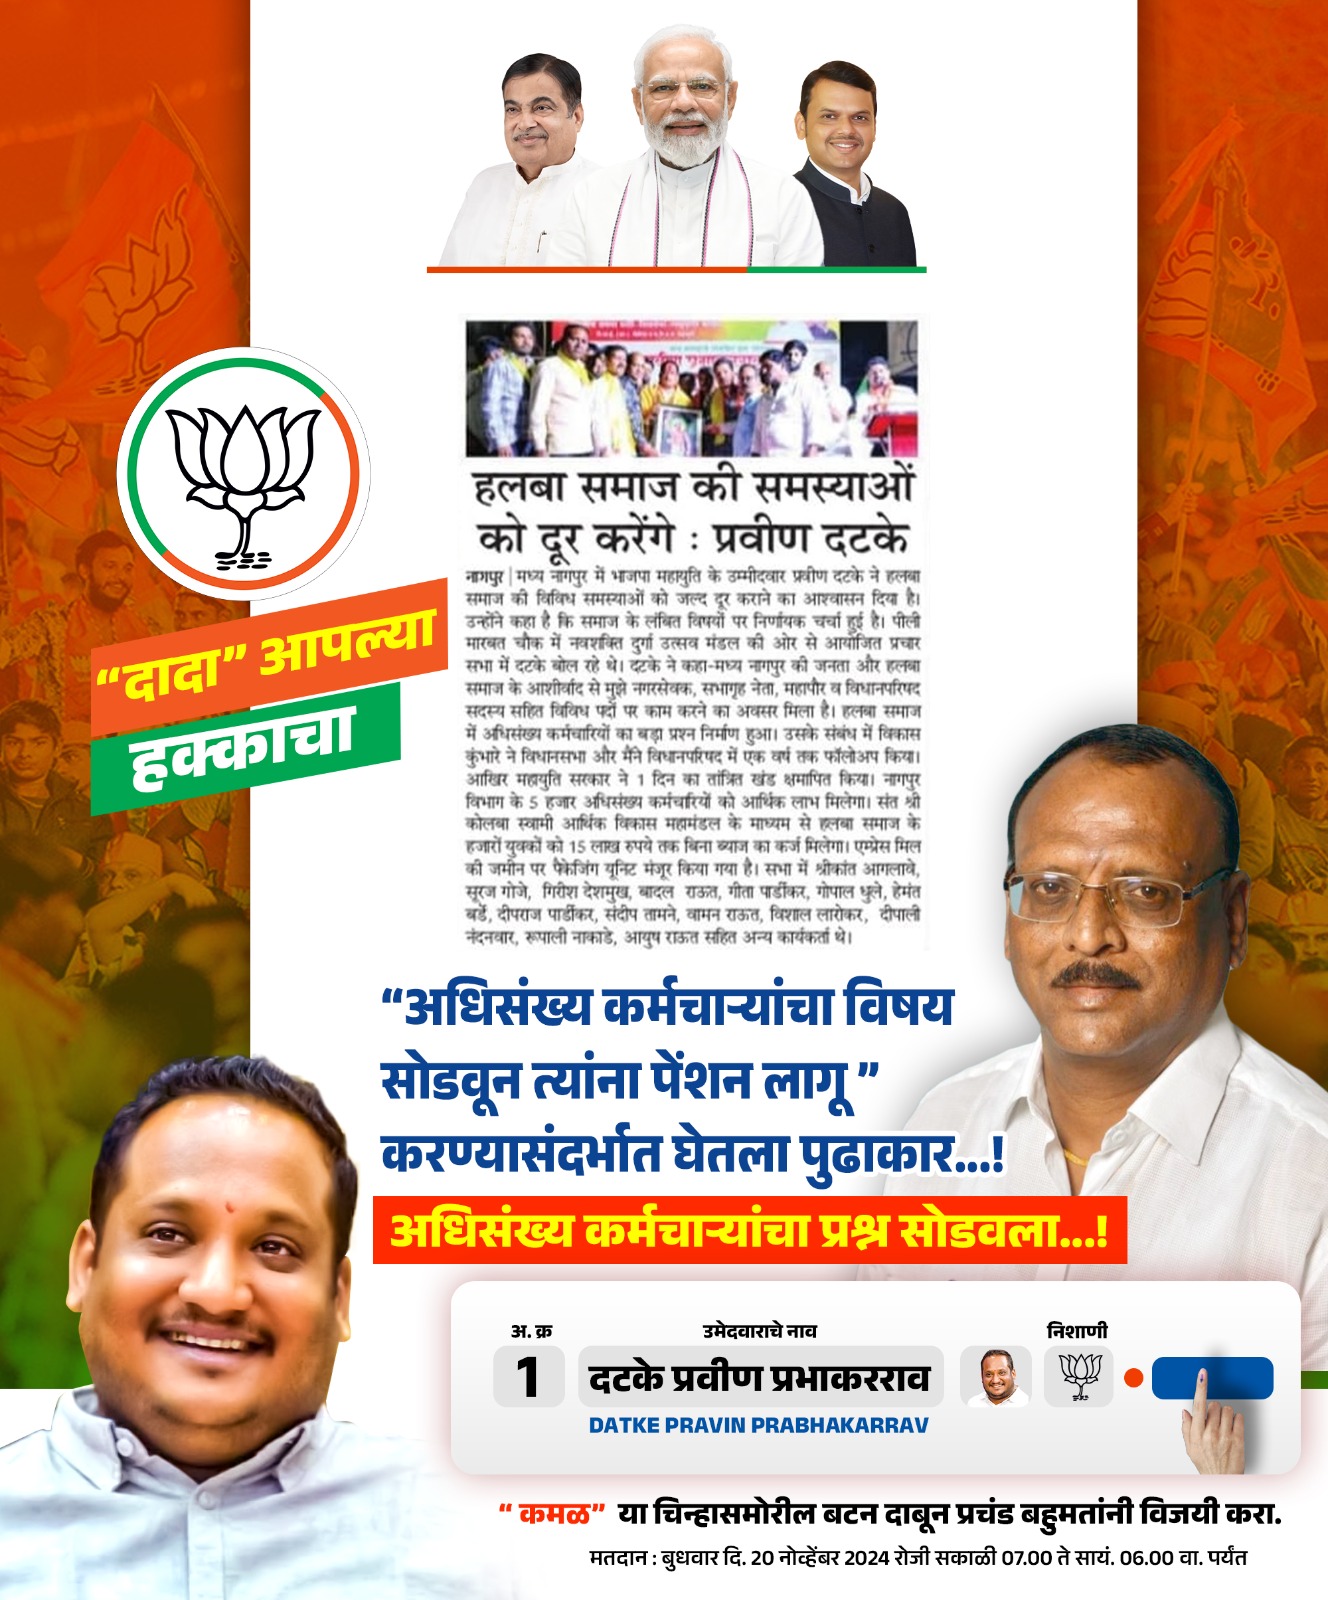 हलबा समाज की समस्याओं
को दूर करेंगे : प्रवीण दटके
नागपुर | मध्य नागपुर में भाजपा महायुति के उम्मीदवार प्रवीण दटके ने हलबा
समाज की विविध समस्याओं को जल्द दूर कराने का आश्वासन दिया है।
उन्होंने कहा है कि समाज के लंबित विषयों पर निर्णायक चर्चा हुई है। पीली
मारबत चौक में नवशक्ति दुर्गा उत्सव मंडल की ओर से आयोजित प्रचार
सभा में दटके बोल रहे थे। दटके ने कहा-मध्य नागपुर की जनता और हलबा
समाज के आशीर्वाद से मुझे नगरसेवक, सभागृह नेता, महापौर व विधानपरिषद
सदस्य सहित विविध पदों पर काम करने का अवसर मिला है। हलबा समाज
में अधिसंख्य कर्मचारियों का बड़ा प्रश्न निर्माण हुआ। उसके संबंध में विकास
कुंभारे ने विधानसभा और मैंने विधानपरिषद में एक वर्ष तक फॉलोअप किया।
आखिर महायुति सरकार ने 1 दिन का तांत्रित खंड क्षमापित किया। नागपुर
विभाग के 5 हजार अधिसंख्य कर्मचारियों को आर्थिक लाभ मिलेगा। संत श्री
कोलबा स्वामी आर्थिक विकास महामंडल के माध्यम से हलबा समाज के
हजारों युवकों को 15 लाख रुपये तक बिना ब्याज का कर्ज मिलेगा। एम्प्रेस मिल
की जमीन पर पैकेजिंग यूनिट मंजूर किया गया है। सभा में श्रीकांत आगलावे,
सूरज गोजे, गिरीश देशमुख, बादल राऊत, गीता पार्डीकर, गोपाल धुले, हेमंत
बर्डे, दीपराज पार्डीकर, संदीप तामने, वामन राऊत, विशाल लारोकर, दीपाली
नंदनवार, रूपाली नाकाडे, आयुष राऊत सहित अन्य कार्यकर्ता थे।
“दादा” आपल्या
हक्काचा
“अधिसंख्य कर्मचाऱ्यांचा विषय
सोडवून त्यांना पेंशन लागू ”
करण्यासंदर्भात घेतला पुढाकार...!
अधिसंख्य कर्मचाऱ्यांचा प्रश्न सोडवला...!
अ. क्र उमेदवाराचे नाव निशाणी
1 दटके प्रवीण प्रभाकरराव
DATKE PRAVIN PRABHAKARRAV
“ कमळ” या चिन्हासमोरील बटन दाबून प्रचंड बहुमतांनी विजयी करा.
मतदान : बुधवार दि. 20 नोव्हेंबर 2024 रोजी सकाळी 07.00 ते सायं. 06.00 वा. पर्यंत